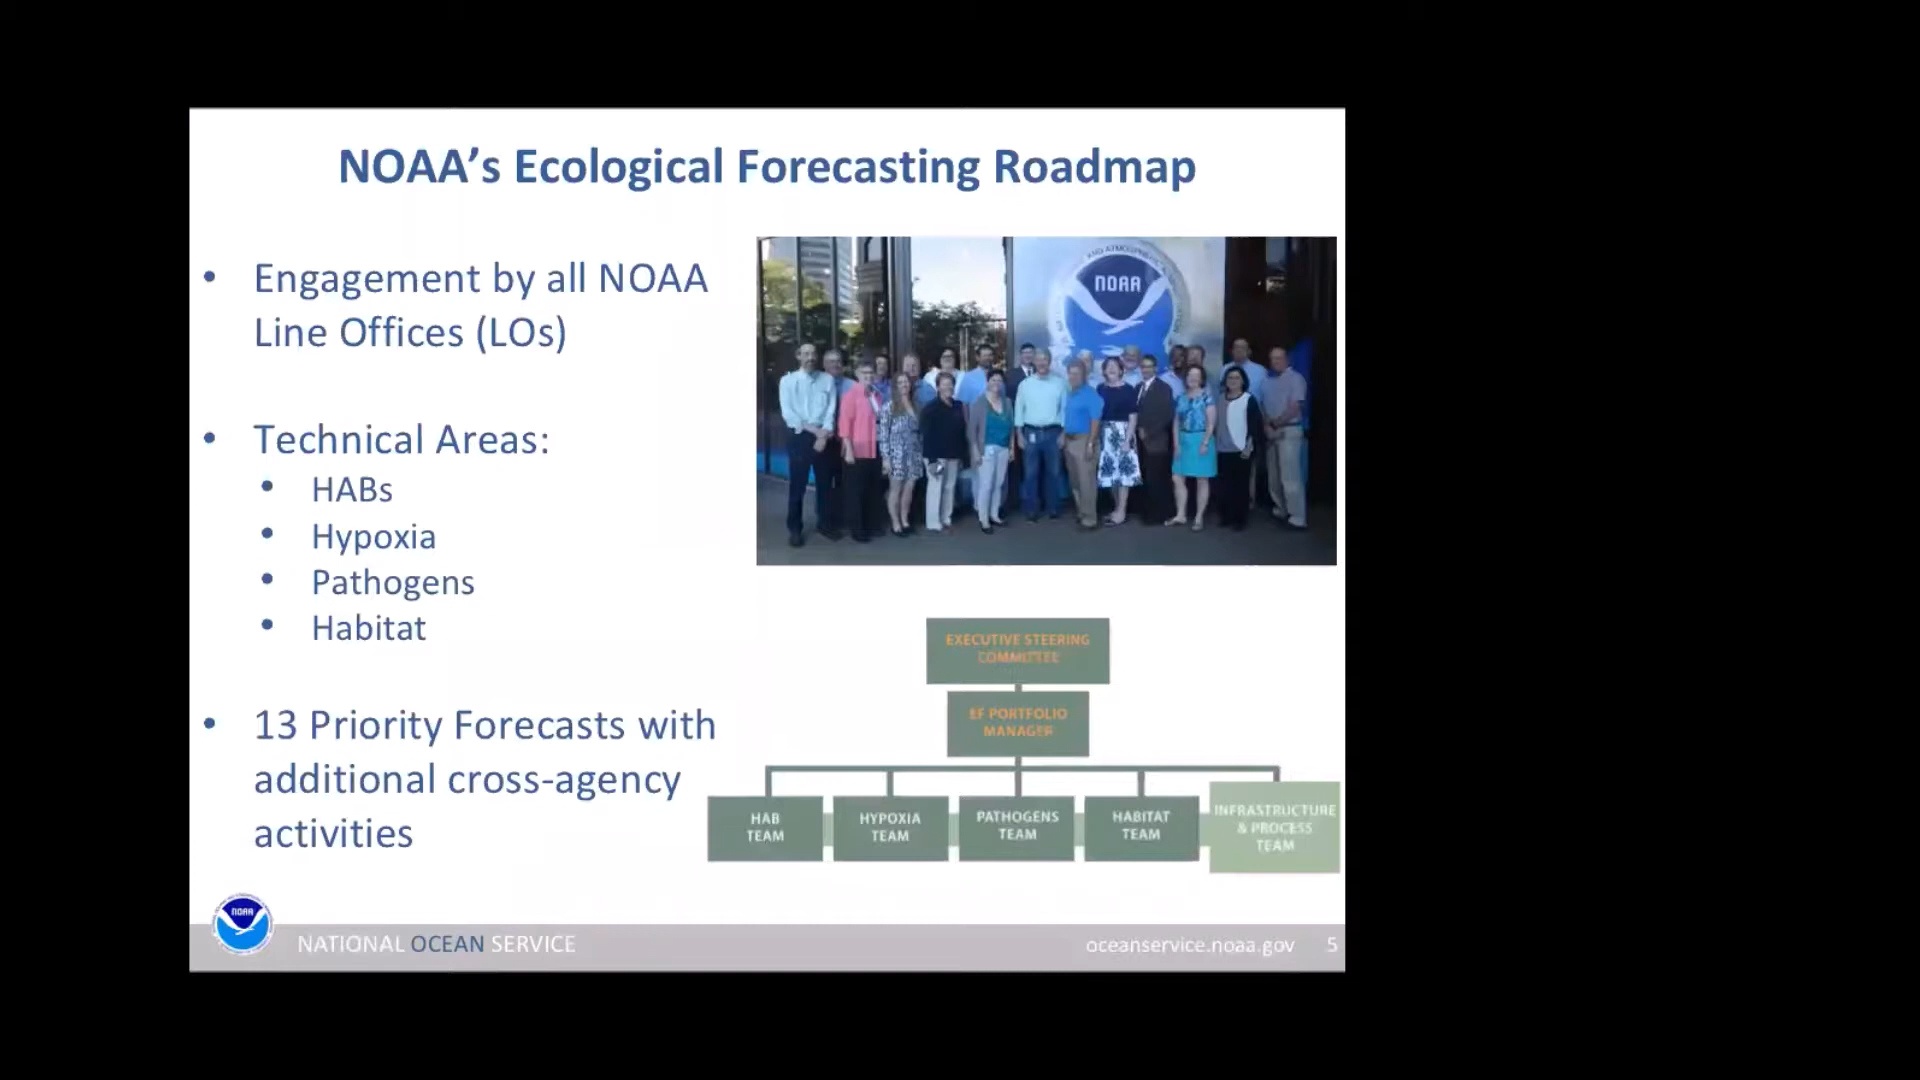 NOAA’s Ecological Forecasting Roadmap
• Engagement by all NOAA
Line Offices (LOs)
• Technical Areas:
• HABs
• Hypoxia
• Pathogens
• Habitat
• 13 Priority Forecasts with
additional cross-agency
activities
NOAA
EXECUTIVE STEERING
COMMITTEE
EF PORTFOLIO
MANAGER
HAB
TEAM
HYPOXIA
TEAM
PATHOGENS
TEAM
HABITAT
TEAM
INFRASTRUCTURE
& PROCESS
TEAM
NOAA
NATIONAL OCEAN SERVICE
oceanservice.noaa.gov 5